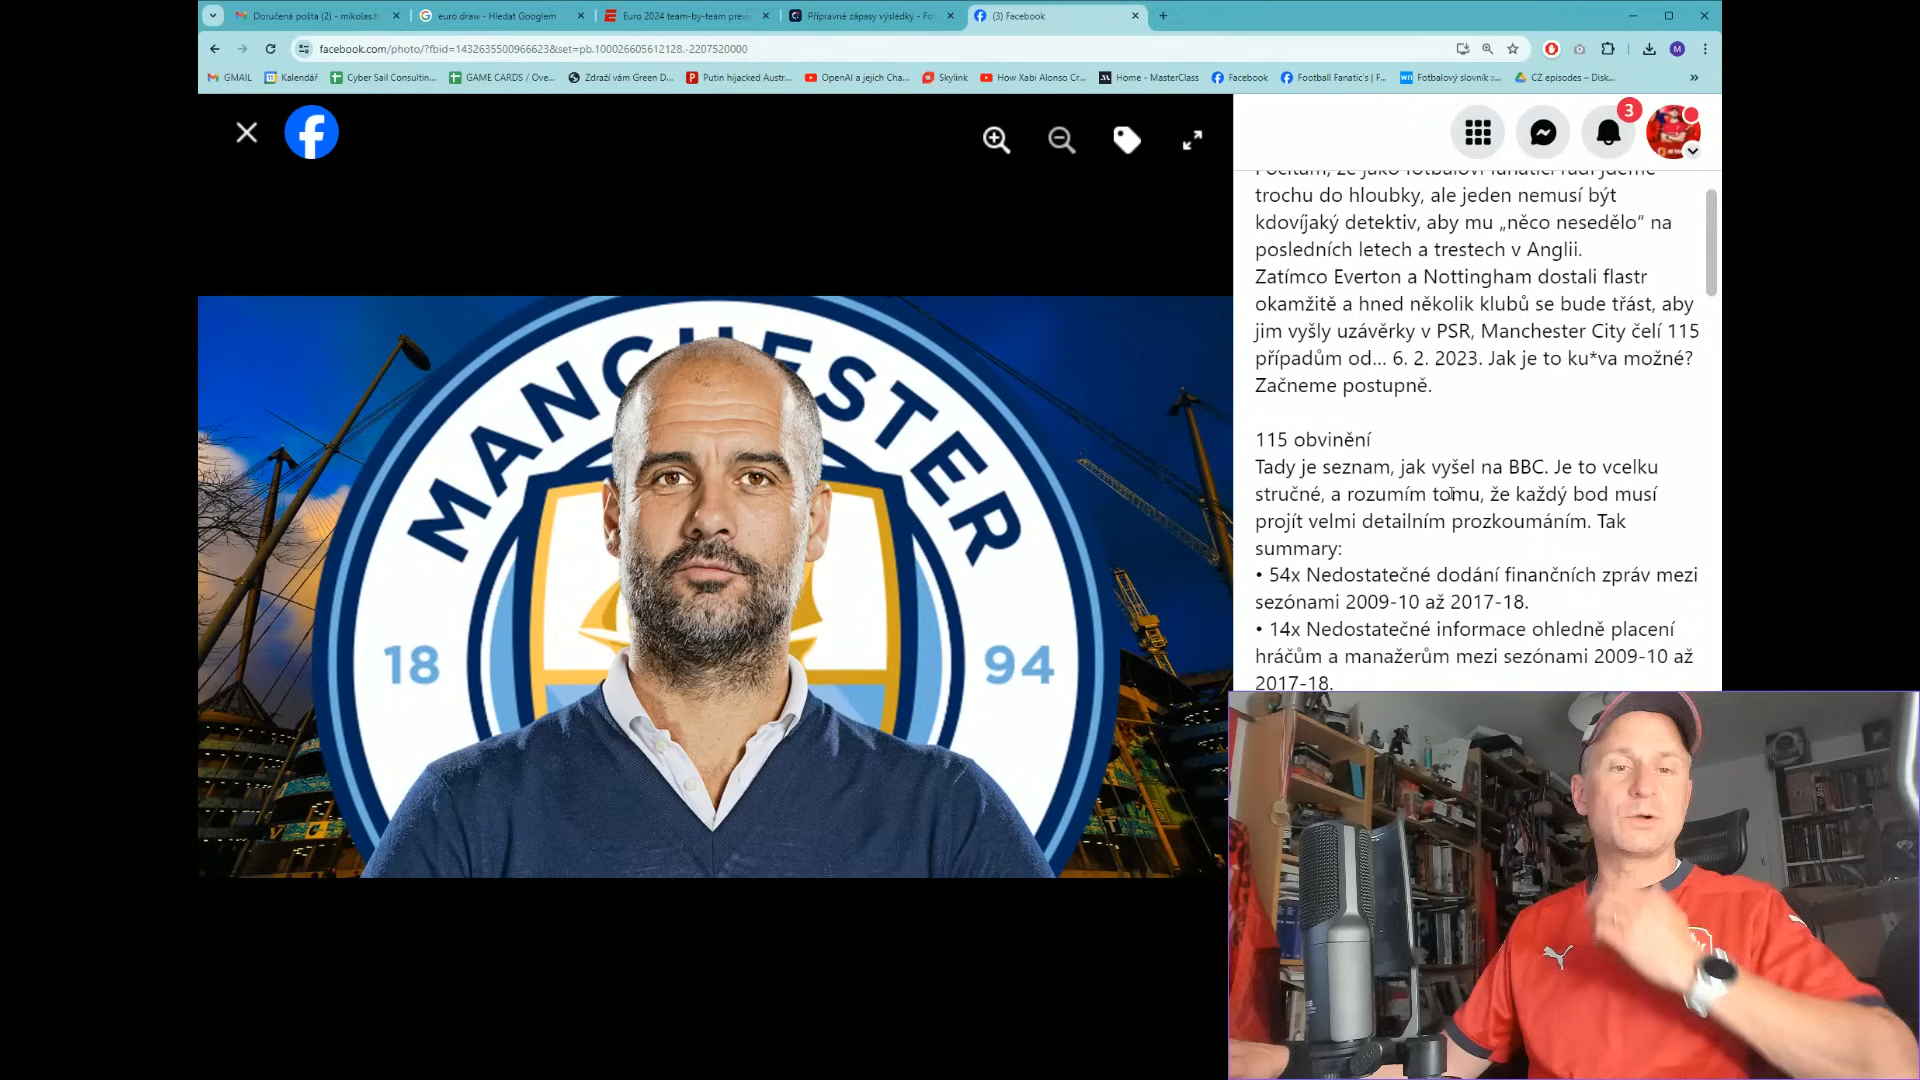 Doručená pošta (2) - mikolas.t
euro draw - Hledat Googlem
Euro 2024 team-by-team prev
Přípravné zápasy výsledky - Fo
(3) Facebook
facebook.com/photo/?fbid=1432635500966623&set=pb.100026605612128.-2207520000
M
GMAIL
Kalendář
Cyber Sail Consultin...
GAME CARDS / Ove...
Zdraží vám Green D...
Putin hijacked Austr...
OpenAI a jejich Cha...
Skylink
How Xabi Alonso Cr...
Home - MasterClass
Facebook
Football Fanatic's | F...
Fotbalový slovník ::...
CZ episodes – Disk...
3
Počítám, že jako fotbaloví fanatici rádi jdeme
trochu do hloubky, ale jeden nemusí být
kdovíjaký detektiv, aby mu „něco nesedělo“ na
posledních letech a trestech v Anglii.
Zatímco Everton a Nottingham dostali flastr
okamžitě a hned několik klubů se bude třást, aby
jim vyšly uzávěrky v PSR, Manchester City čelí 115
případům od... 6. 2. 2023. Jak je to ku*va možné?
Začneme postupně.
115 obvinění
Tady je seznam, jak vyšel na BBC. Je to vcelku
stručné, a rozumím tomu, že každý bod musí
projít velmi detailním prozkoumáním. Tak
summary:
• 54x Nedostatečné dodání finančních zpráv mezi
sezónami 2009-10 až 2017-18.
• 14x Nedostatečné informace ohledně placení
hráčům a manažerům mezi sezónami 2009-10 až
2017-18.
MANCHESTER
18 94